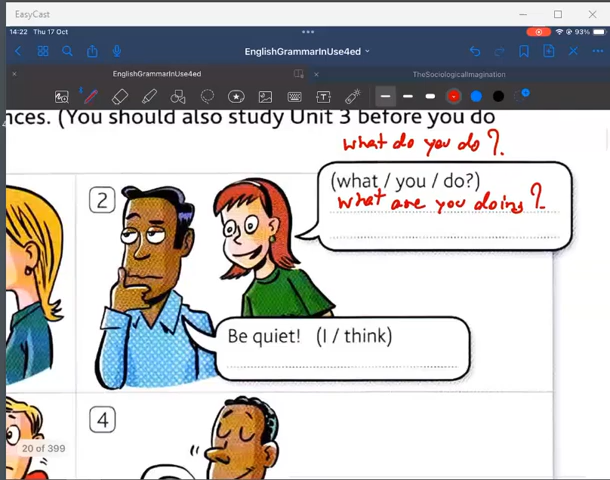 EasyCast
14:22 Thu 17 Oct
93%
EnglishGrammarInUse4ed
EnglishGrammarInUse4ed
TheSociologicalImagination
nces. (You should also study Unit 3 before you do
what do you do?
2
(what / you / do?)
what are you doing?
Be quiet! (I / think)
4
20 of 399